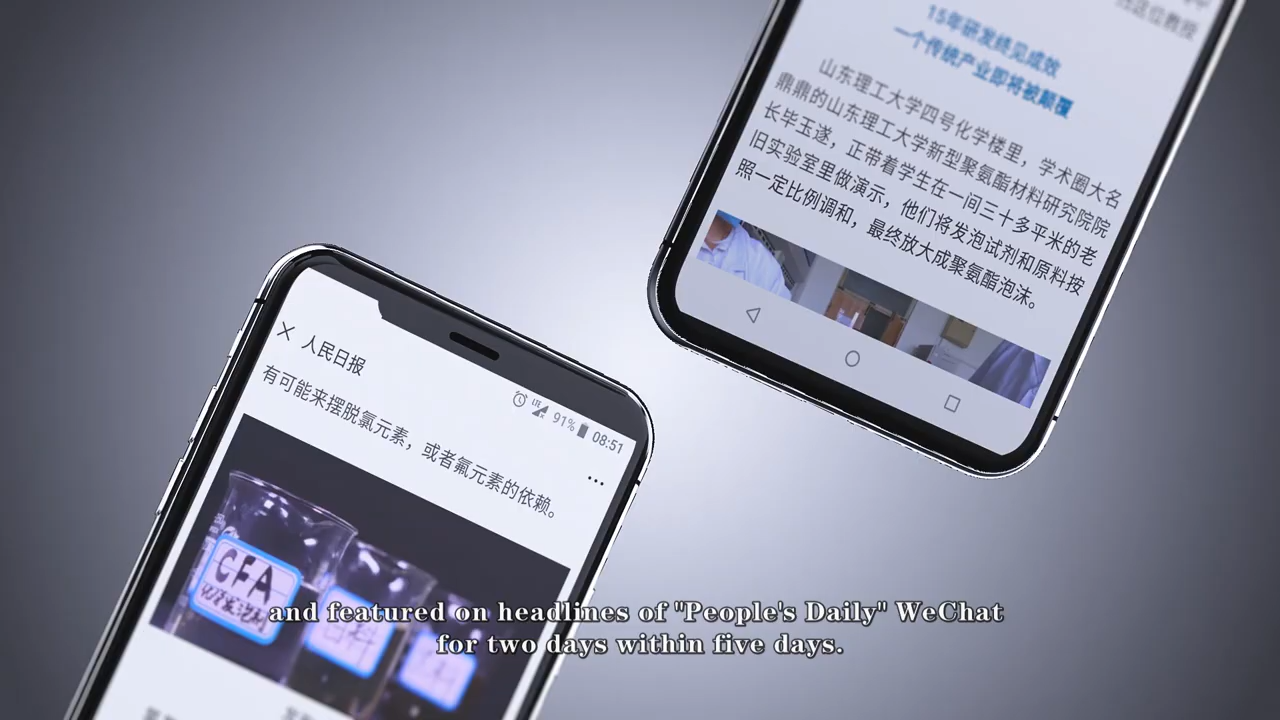 15年研发终见成效
一个传统产业即将被颠覆
山东理工大学四号化学楼里，学术圈大名
鼎鼎的山东理工大学新型聚氨酯材料研究院院
长毕玉遂，正带着学生在一间三十多平米的老
旧实验室里做演示，他们将发泡试剂和原料按
照一定比例调和，最终放大成聚氨酯泡沫。
人民日报
91% 08:51
有可能来摆脱氯元素，或者氟元素的依赖。
CFA
and featured on headlines of "People's Daily" WeChat
for two days within five days.